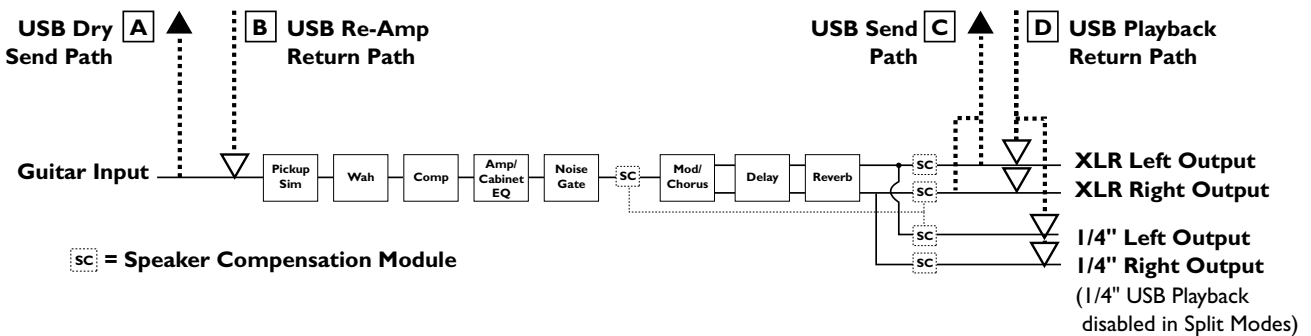 USB Dry
Send Path
A
B
USB Re-Amp
Return Path
USB Send
Path
C
D
USB Playback
Return Path
Guitar Input
Pickup
Sim
Wah
Comp
Amp/
Cabinet
EQ
Noise
Gate
SC
Mod/
Chorus
Delay
Reverb
SC
XLR Left Output
SC
XLR Right Output
SC
1/4" Left Output
SC
1/4" Right Output
(1/4" USB Playback
disabled in Split Modes)
SC = Speaker Compensation Module